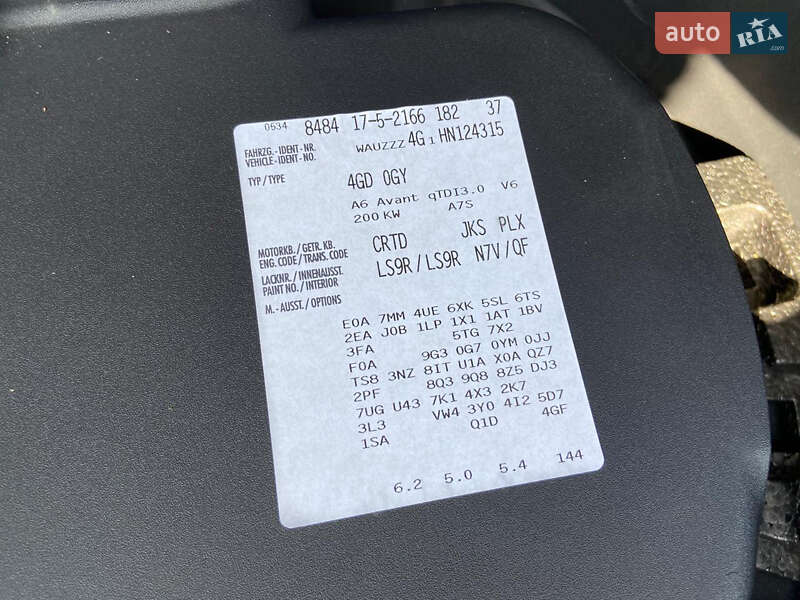 auto RIA .com
0534 8484 17-5-2166 182 37
FAHRZG.-IDENT-NR.
VEHICLE-IDENT-NO. WAUZZZ 4G 1 HN124315
TYP / TYPE 4GD 0GY
A6 Avant qTDI3.0 V6
200 KW A7S
MOTORKB. / GETR. KB.
ENG. CODE / TRANS. CODE CRTD JKS PLX
LACKNR. / INNENAUSST.
PAINT NO. / INTERIOR LS9R / LS9R N7V / QF
M.- AUSST. / OPTIONS
E0A 7MM 4UE 6XK 5SL 6TS
2EA J0B 1LP 1X1 1AT 1BV
3FA 5TG 7X2
F0A 9G3 0G7 0YM 0JJ
TS8 3NZ 8IT U1A X0A QZ7
2PF 8Q3 9Q8 8Z5 DJ3
7UG U43 7K1 4X3 2K7
3L3 VW4 3Y0 4I2 5D7
1SA Q1D 4GF
6.2 5.0 5.4 144